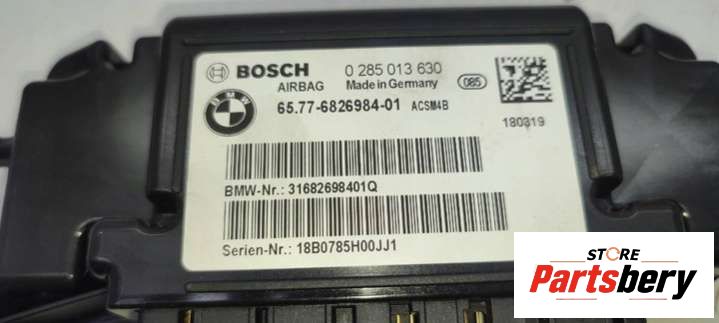 BOSCH 0 285 013 630
AIRBAG Made in Germany 085
BMW
65.77-6826984-01 ACSM4B
180319
BMW-Nr.: 31682698401Q
Serien-Nr.: 18B0785H00JJ1
STORE
Partsbery